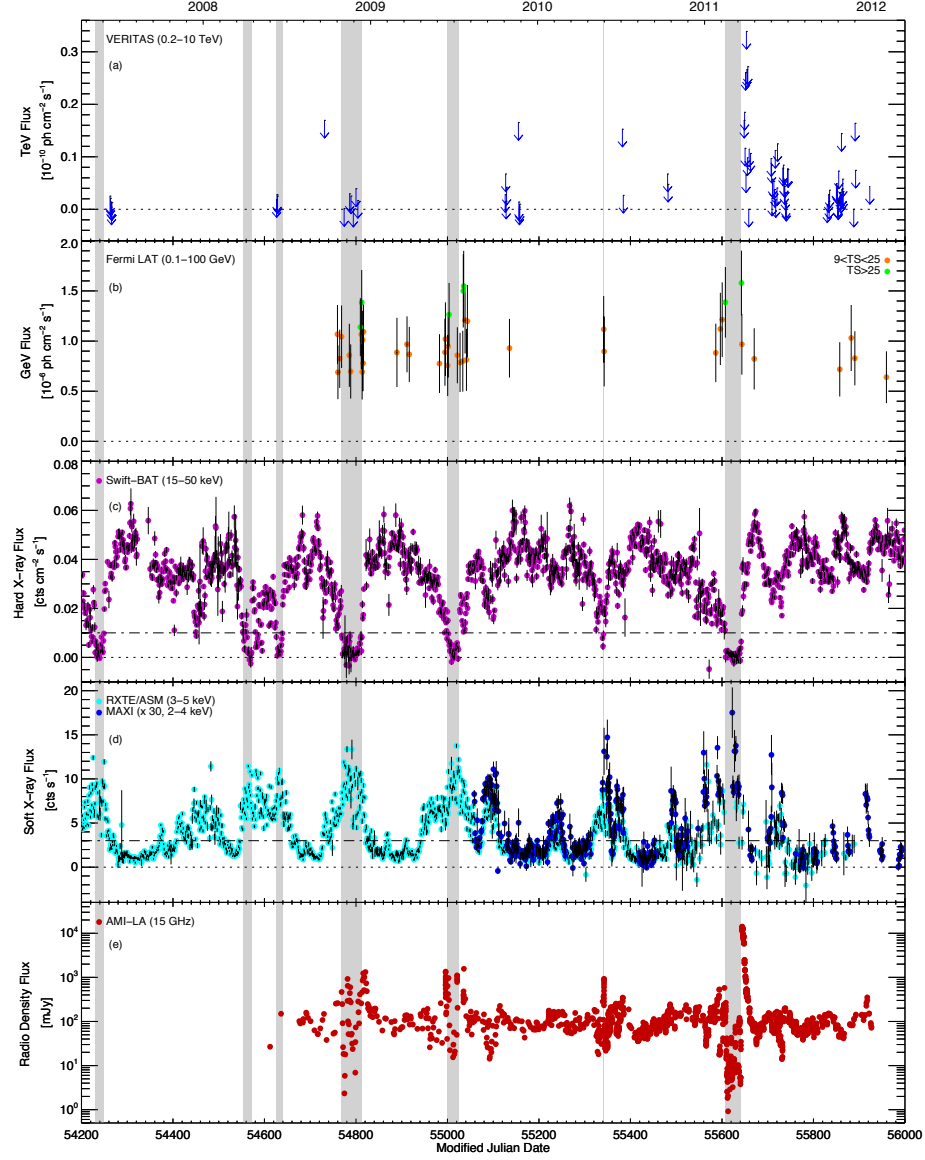 2008 2009 2010 2011 2012
VERITAS (0.2−10 TeV)
(a)
TeV Flux
[10⁻¹⁰ ph cm⁻² s⁻¹]
0.3
0.2
0.1
0.0
Fermi LAT (0.1−100 GeV)
(b)
9<TS<25
TS>25
GeV Flux
[10⁻⁶ ph cm⁻² s⁻¹]
2.0
1.5
1.0
0.5
0.0
Swift−BAT (15−50 keV)
(c)
Hard X−ray Flux
[cts cm⁻² s⁻¹]
0.08
0.06
0.04
0.02
0.00
RXTE/ASM (3−5 keV)
MAXI (x 30, 2−4 keV)
(d)
Soft X−ray Flux
[cts s⁻¹]
20
15
10
5
0
AMI−LA (15 GHz)
(e)
Radio Density Flux
[mJy]
10⁴
10³
10²
10¹
10⁰
54200 54400 54600 54800 55000 55200 55400 55600 55800 56000
Modified Julian Date